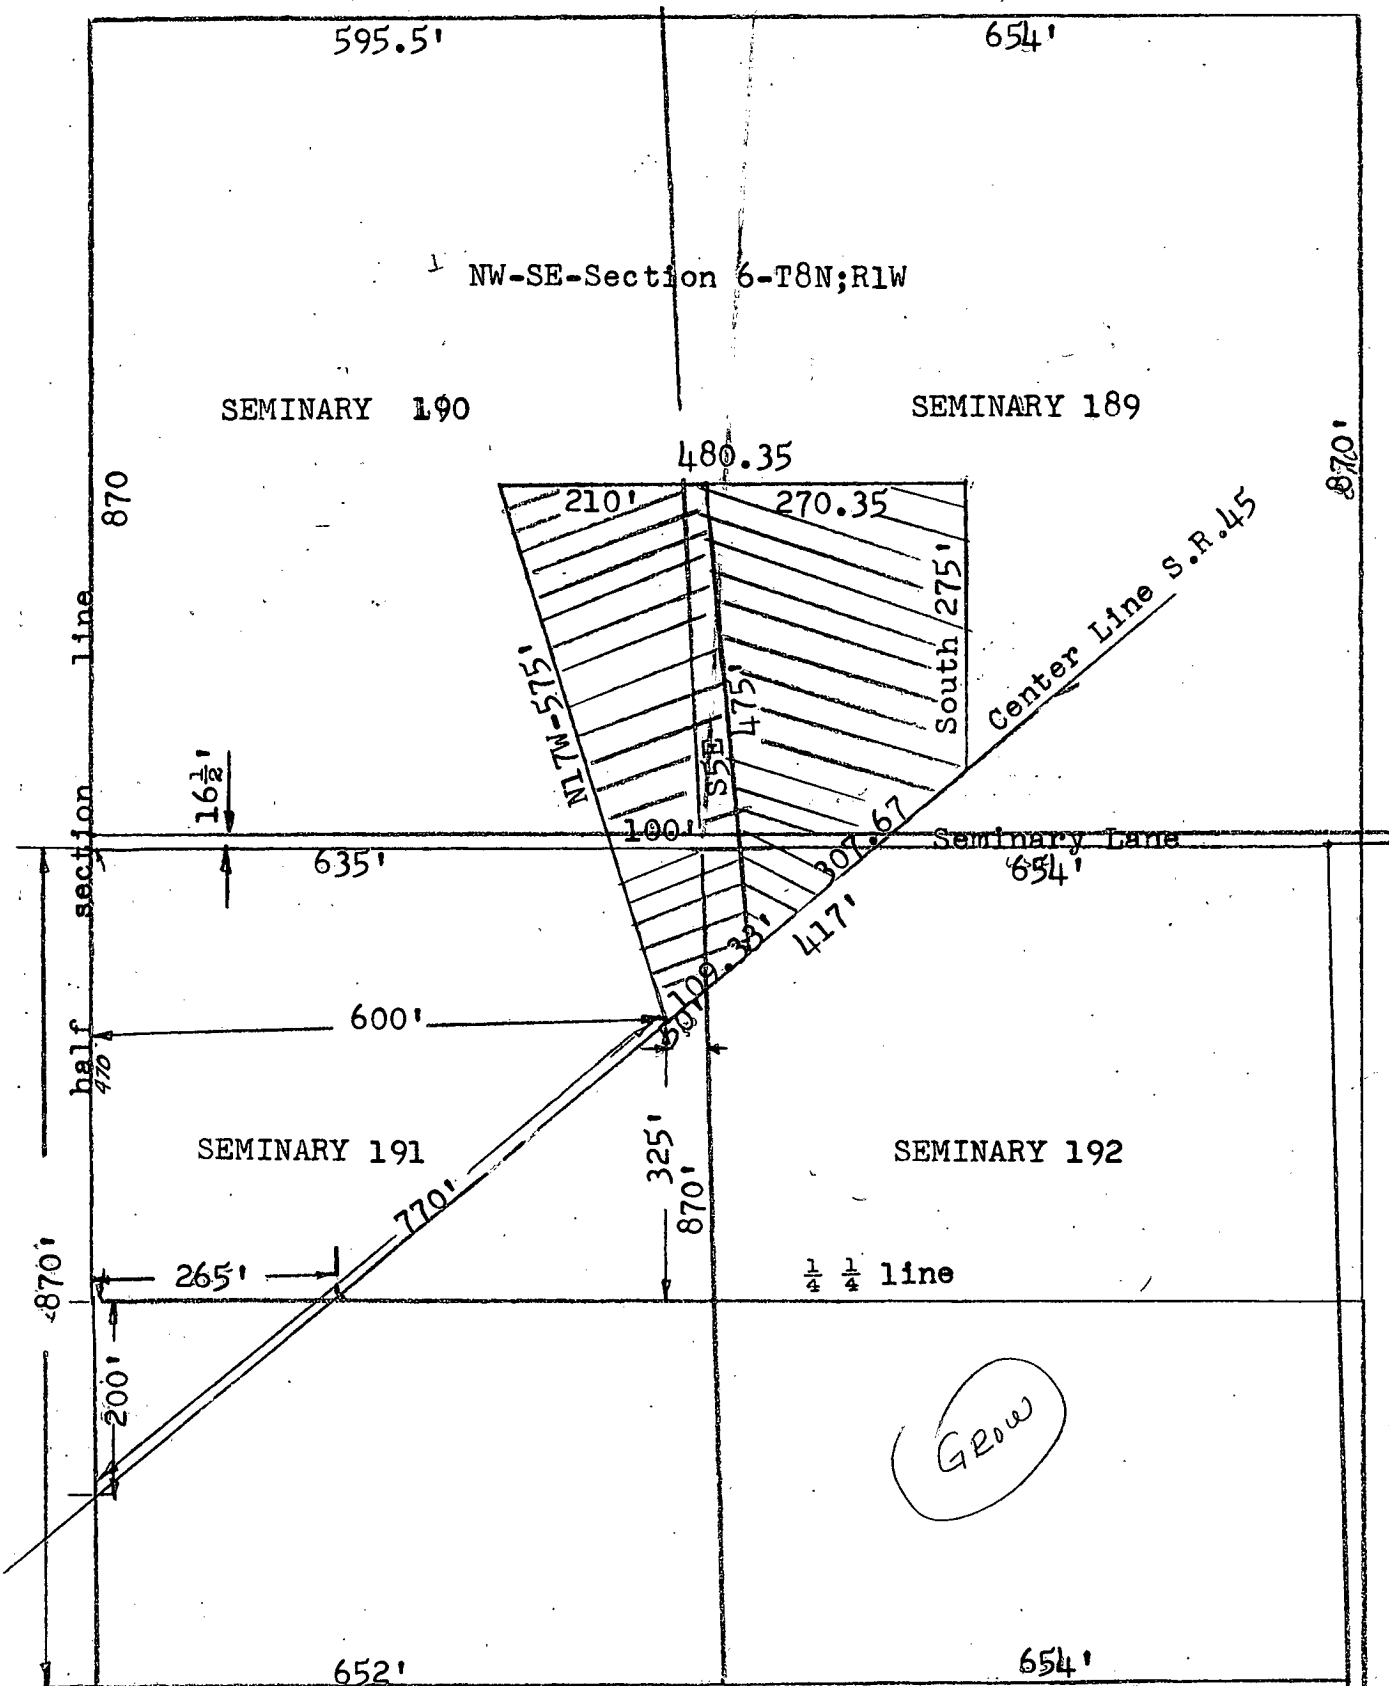 595.5'
654'
NW-SE-Section 6-T8N;R1W
SEMINARY 190
SEMINARY 189
870
870'
480.35
210'
270.35
South 275'
Center Line S.R.45
N17W-575'
S5E
475'
half section line
16½'
100'
307.67
Seminary Lane
635'
654'
417'
109.33'
600'
470
SEMINARY 191
SEMINARY 192
325'
870'
770'
265'
¼ ¼ line
870'
200'
GROW
652'
654'